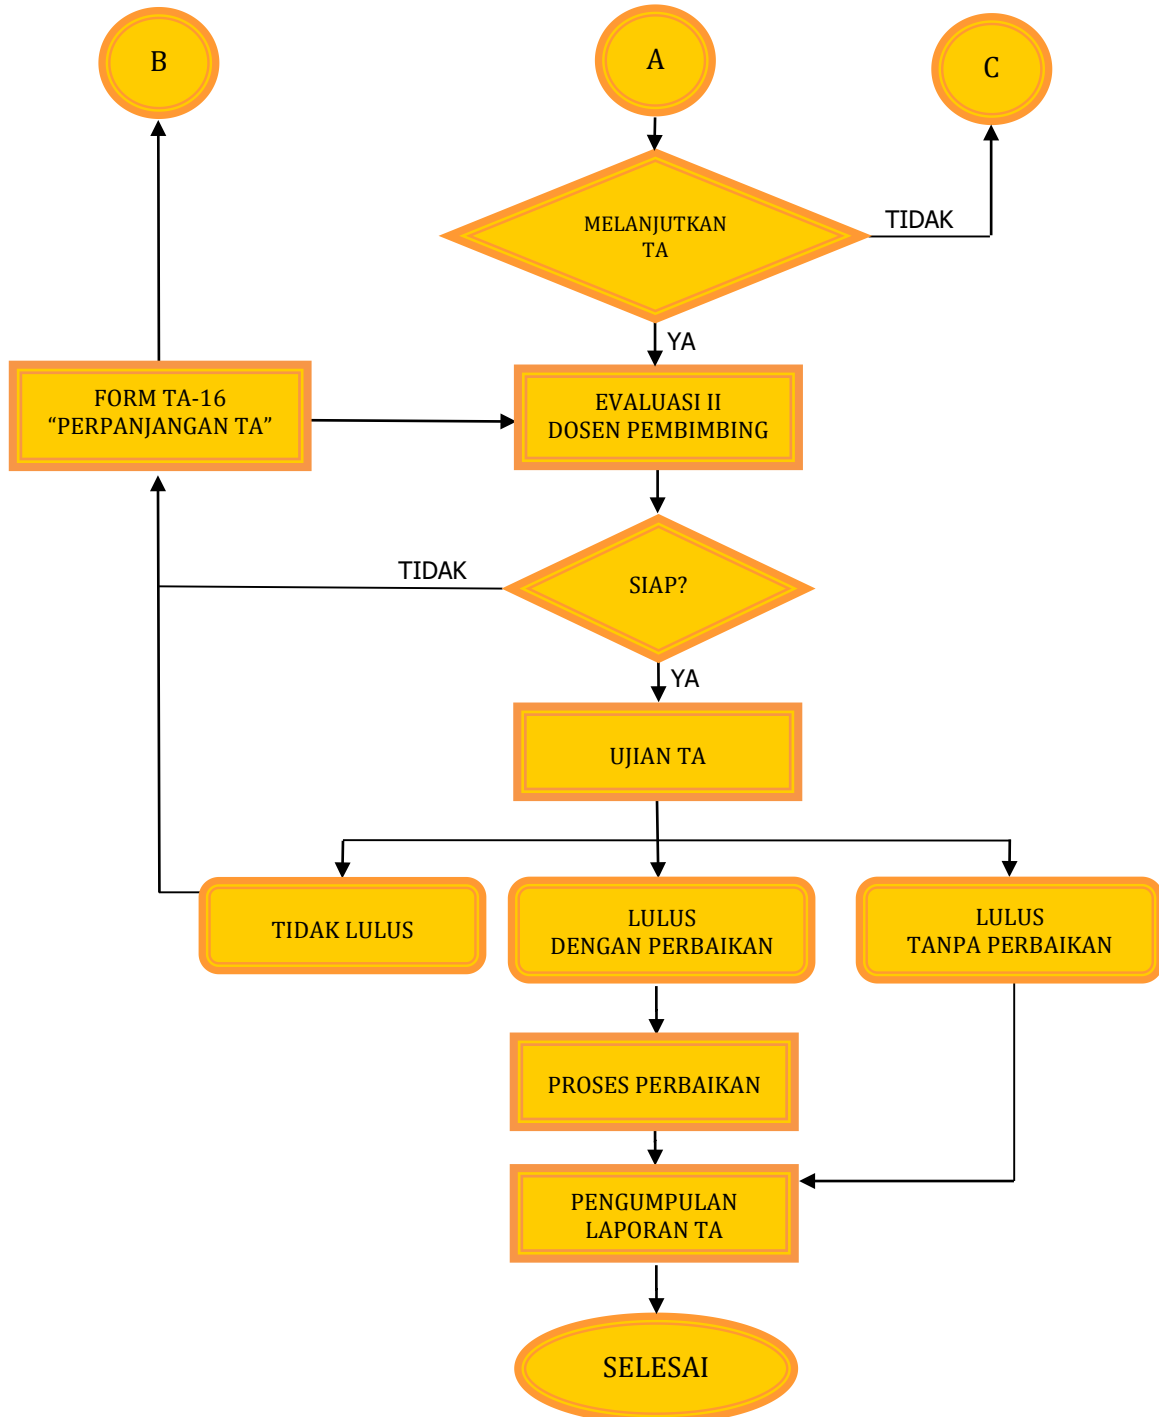 B
A
C
MELANJUTKAN
TA
TIDAK
YA
FORM TA-16
“PERPANJANGAN TA”
EVALUASI II
DOSEN PEMBIMBING
TIDAK
SIAP?
YA
UJIAN TA
TIDAK LULUS
LULUS
DENGAN PERBAIKAN
LULUS
TANPA PERBAIKAN
PROSES PERBAIKAN
PENGUMPULAN
LAPORAN TA
SELESAI